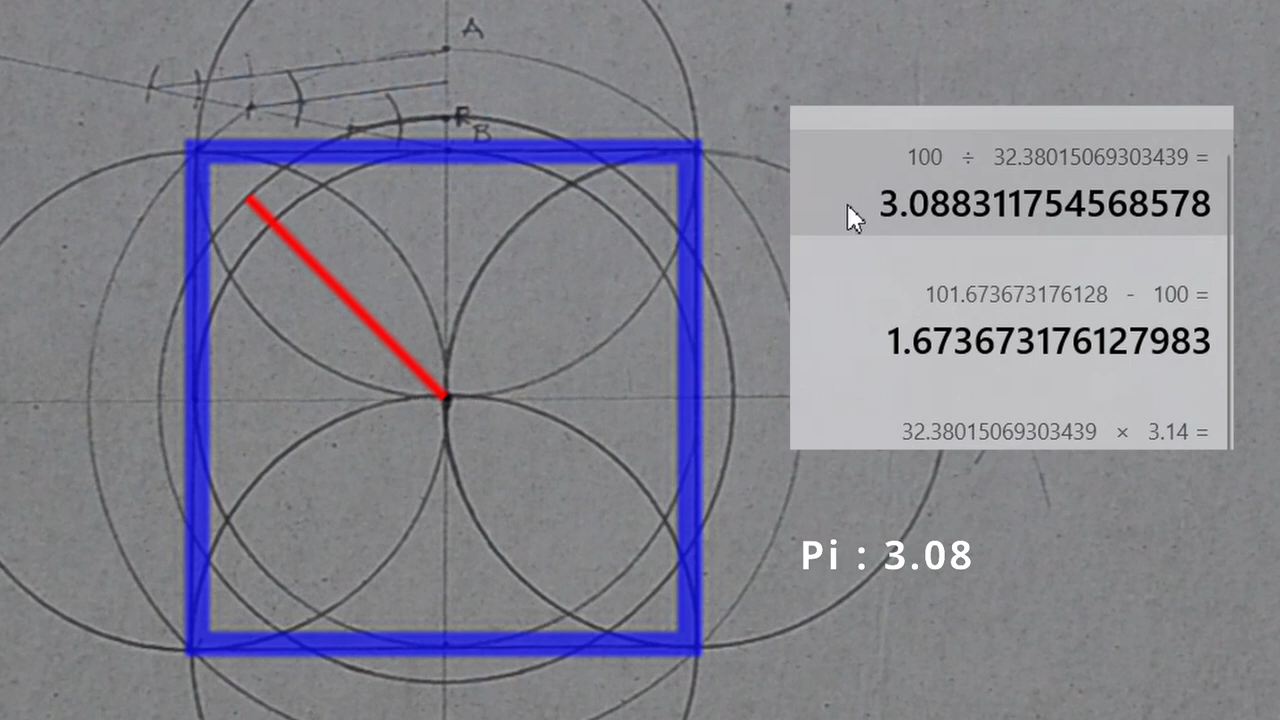 A
R
B
100 ÷ 32.38015069303439 =
3.088311754568578
101.673673176128 - 100 =
1.673673176127983
32.38015069303439 × 3.14 =
Pi : 3.08